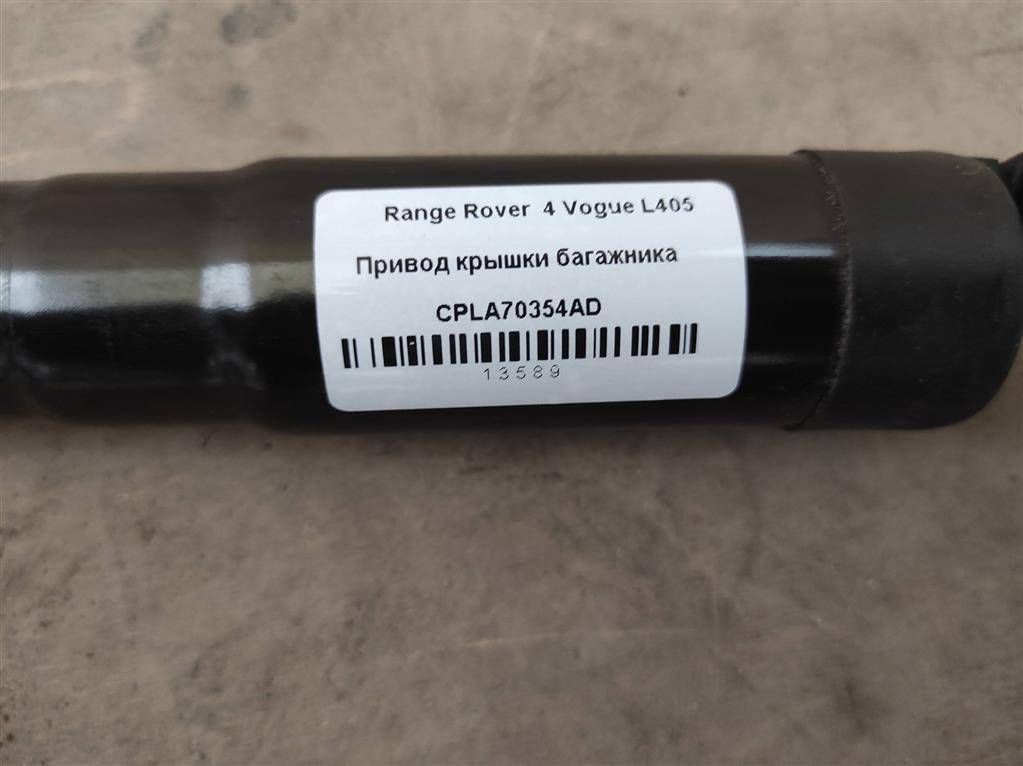 Range Rover 4 Vogue L405
Привод крышки багажника
CPLA70354AD
13589